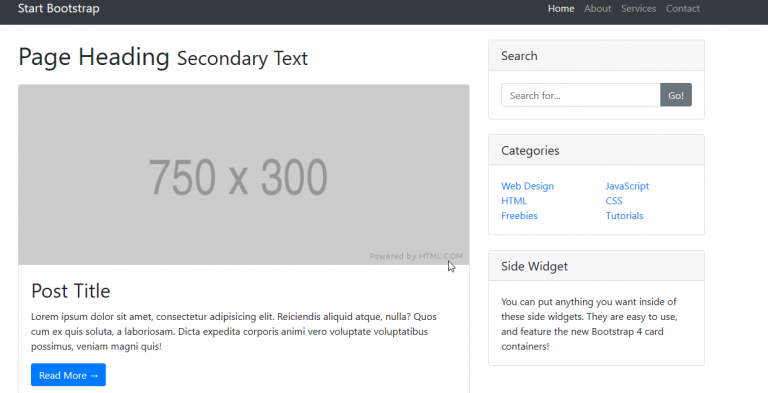 Start Bootstrap
Home About Services Contact
Page Heading Secondary Text
750 x 300
Powered by HTML.COM
Post Title
Lorem ipsum dolor sit amet, consectetur adipisicing elit. Reiciendis aliquid atque, nulla? Quos
cum ex quis soluta, a laboriosam. Dicta expedita corporis animi vero voluptate voluptatibus
possimus, veniam magni quis!
Read More →
Search
Search for... Go!
Categories
Web Design JavaScript
HTML CSS
Freebies Tutorials
Side Widget
You can put anything you want inside of
these side widgets. They are easy to use,
and feature the new Bootstrap 4 card
containers!